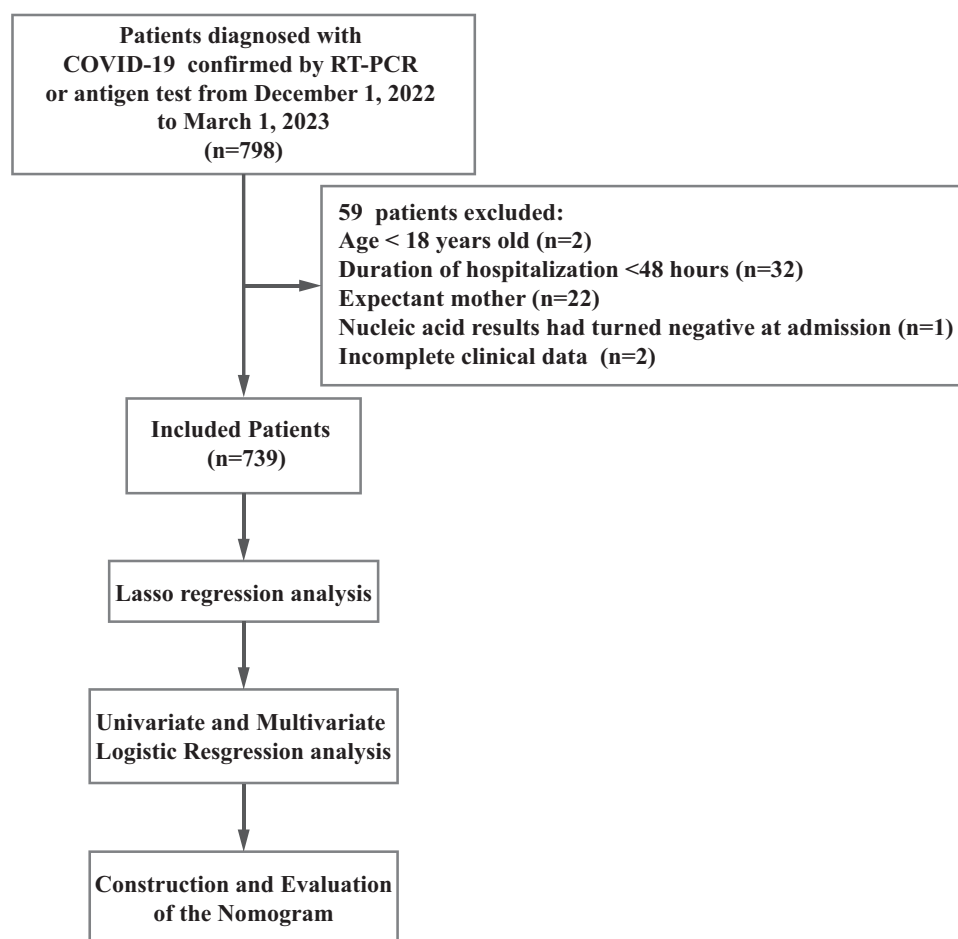 Patients diagnosed with
COVID-19 confirmed by RT-PCR
or antigen test from December 1, 2022
to March 1, 2023
(n=798)
59 patients excluded:
Age < 18 years old (n=2)
Duration of hospitalization <48 hours (n=32)
Expectant mother (n=22)
Nucleic acid results had turned negative at admission (n=1)
Incomplete clinical data (n=2)
Included Patients
(n=739)
Lasso regression analysis
Univariate and Multivariate
Logistic Resgression analysis
Construction and Evaluation
of the Nomogram